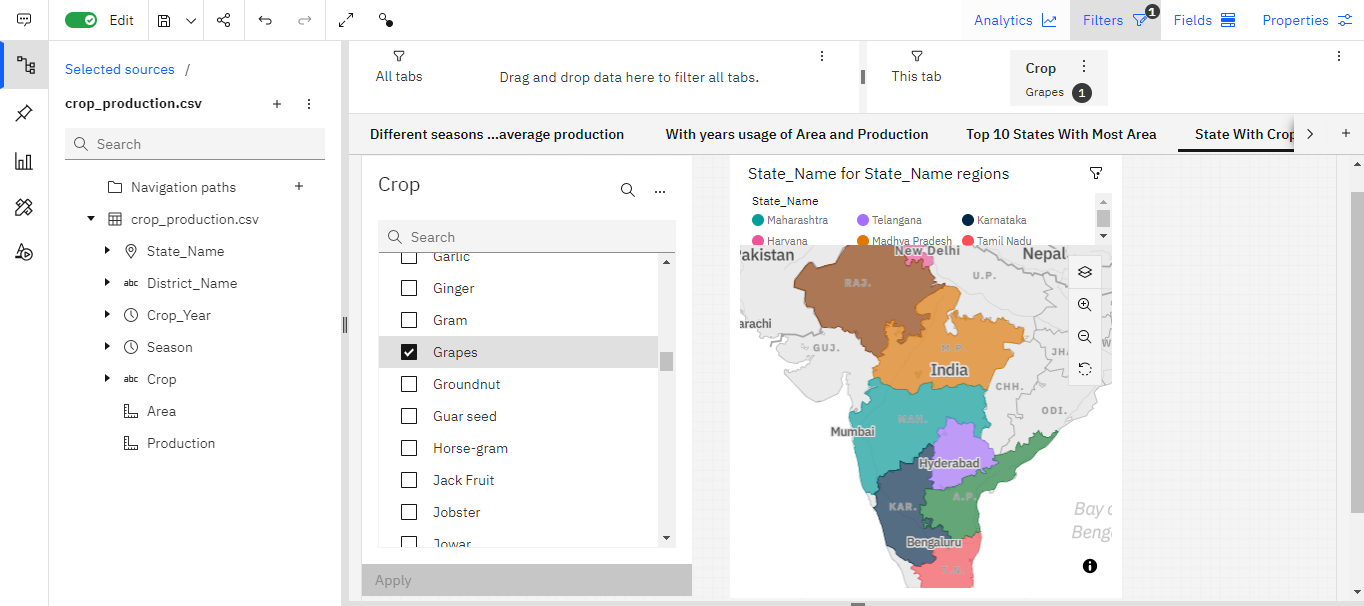 Edit
Analytics
Filters
1
Fields
Properties
Selected sources /
crop_production.csv
Search
Navigation paths
crop_production.csv
State_Name
abc District_Name
Crop_Year
Season
abc Crop
Area
Production
All tabs
Drag and drop data here to filter all tabs.
This tab
Crop
Grapes 1
Different seasons ...average production
With years usage of Area and Production
Top 10 States With Most Area
State With Crop
Crop
Search
Garlic
Ginger
Gram
Grapes
Groundnut
Guar seed
Horse-gram
Jack Fruit
Jobster
Jowar
Apply
State_Name for State_Name regions
State_Name
Maharashtra
Telangana
Karnataka
Haryana
Madhya Pradesh
Tamil Nadu
akistan
New Delhi
Nepal
RAJ.
U.P.
arachi
GUJ.
M.P.
JH
W
India
CHH.
ODI.
MAH.
Mumbai
Hyderabad
KAR.
A.P.
Bay o
Beng
Bengaluru
T.N.